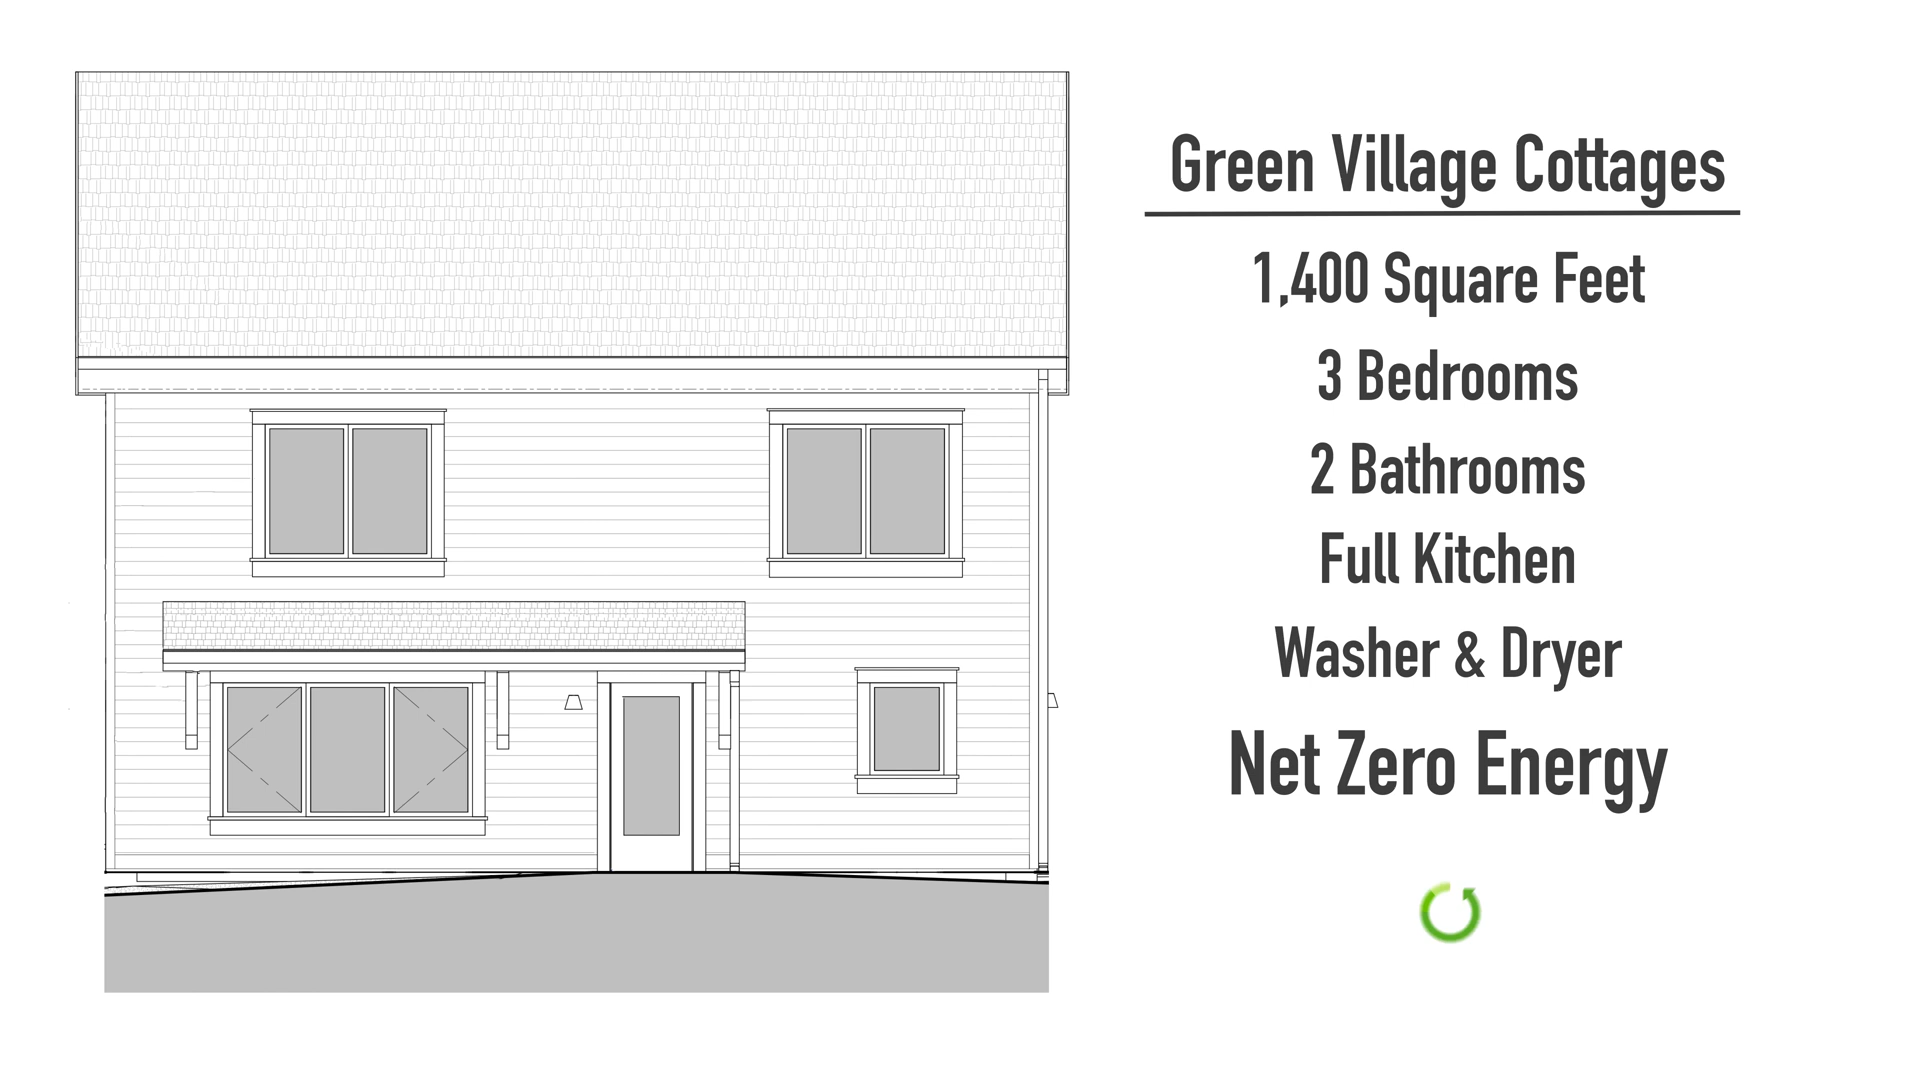 Green Village Cottages
1,400 Square Feet
3 Bedrooms
2 Bathrooms
Full Kitchen
Washer & Dryer
Net Zero Energy